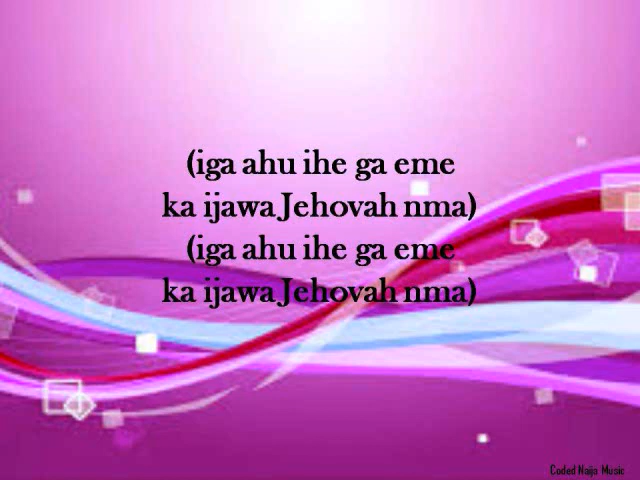 (iga ahu ihe ga eme
ka ijawa Jehovah nma)
(iga ahu ihe ga eme
ka ijawa Jehovah nma)
Coded Naija Music